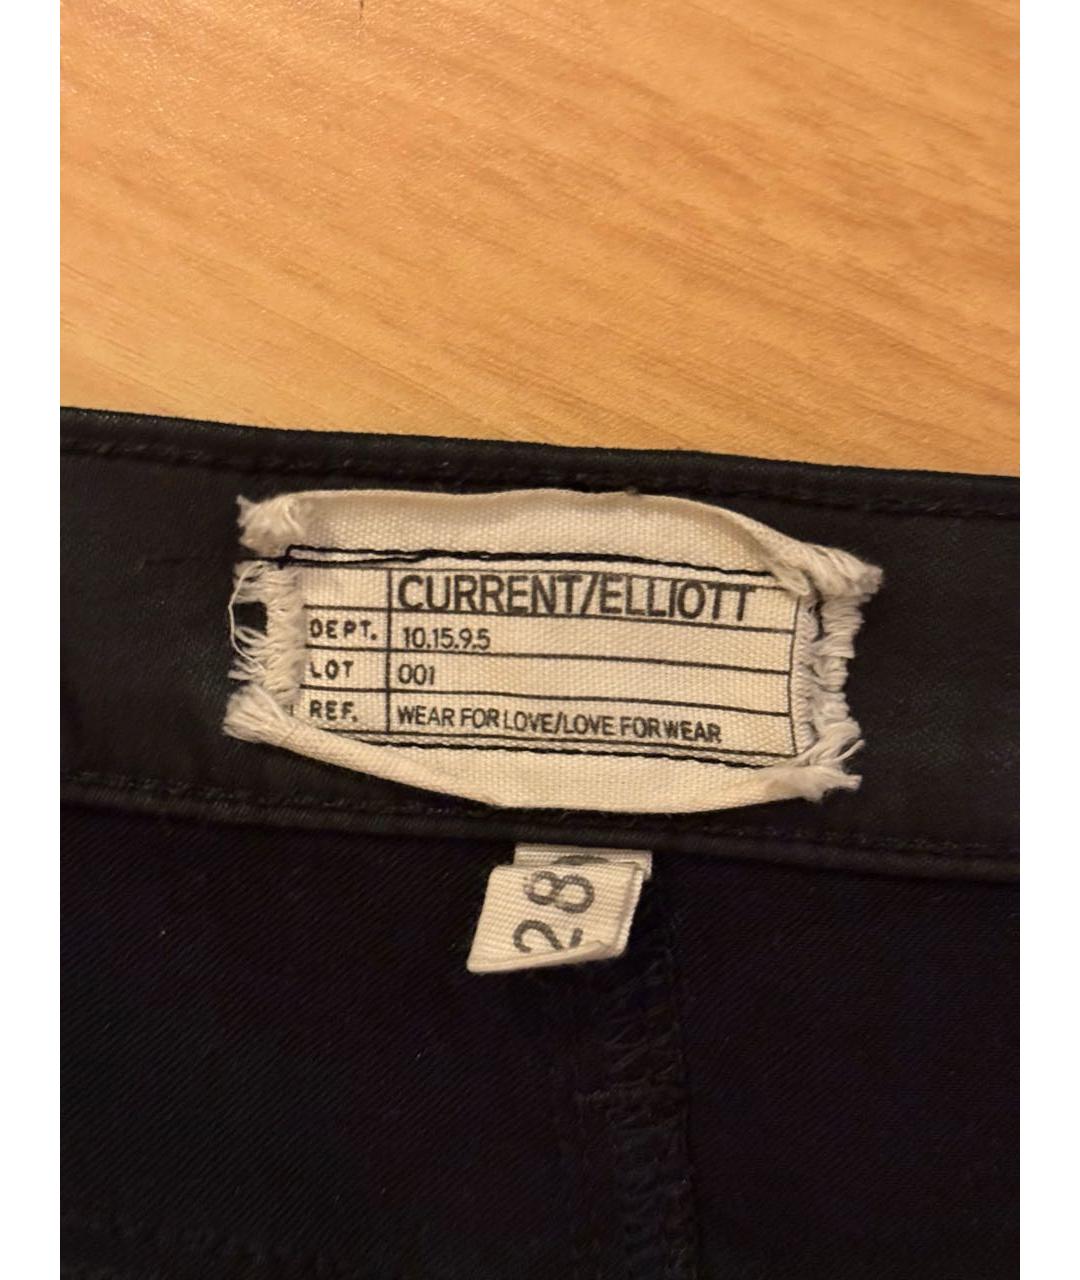 CURRENT/ELLIOTT
DEPT. 10.15.9.5
LOT 001
REF. WEAR FOR LOVE/LOVE FOR WEAR
28